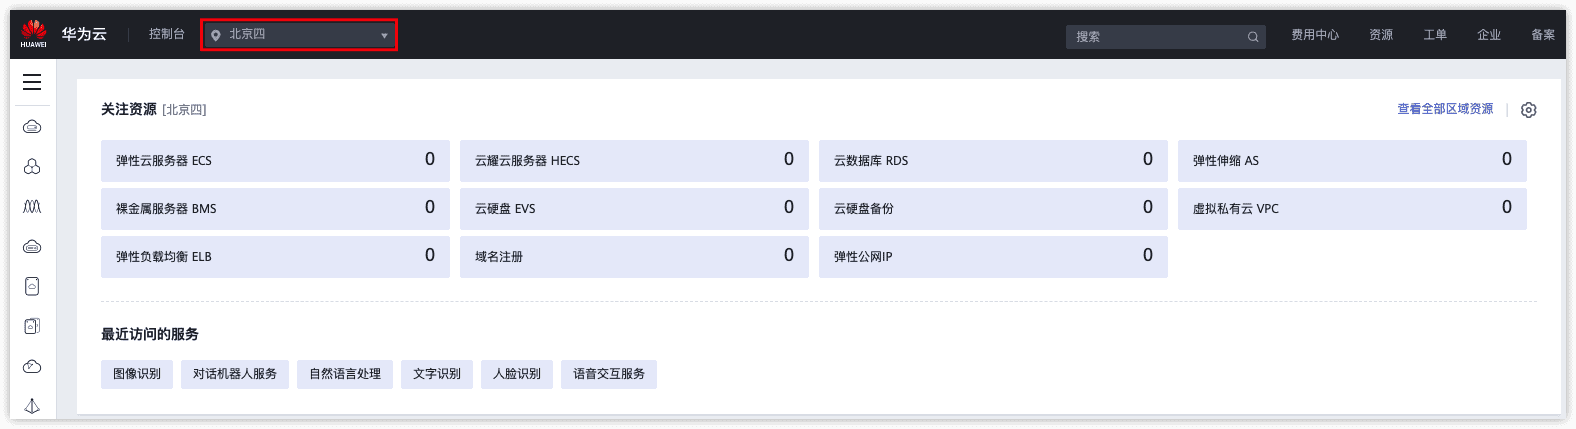 HUAWEI 华为云 控制台 北京四 搜索 费用中心 资源 工单 企业 备案
关注资源 [北京四] 查看全部区域资源
弹性云服务器 ECS 0 云耀云服务器 HECS 0 云数据库 RDS 0 弹性伸缩 AS 0
裸金属服务器 BMS 0 云硬盘 EVS 0 云硬盘备份 0 虚拟私有云 VPC 0
弹性负载均衡 ELB 0 域名注册 0 弹性公网IP 0
最近访问的服务
图像识别 对话机器人服务 自然语言处理 文字识别 人脸识别 语音交互服务